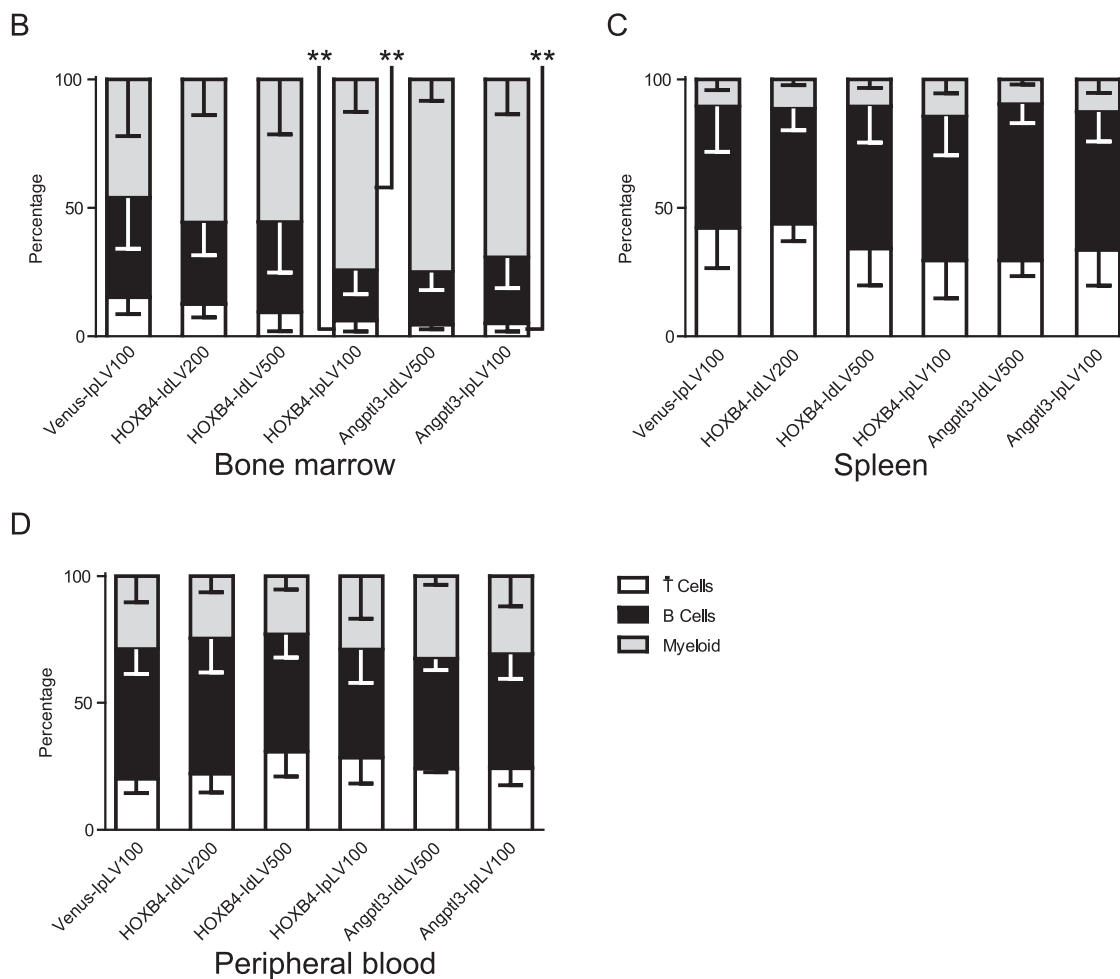 B
** ** **
100
50
0
Percentage
Venus-IpLV100
HOXB4-IdLV200
HOXB4-IdLV500
HOXB4-IpLV100
Angptl3-IdLV500
Angptl3-IpLV100
Bone marrow
C
100
50
0
Percentage
Venus-IpLV100
HOXB4-IdLV200
HOXB4-IdLV500
HOXB4-IpLV100
Angptl3-IdLV500
Angptl3-IpLV100
Spleen
D
100
50
0
Percentage
Venus-IpLV100
HOXB4-IdLV200
HOXB4-IdLV500
HOXB4-IpLV100
Angptl3-IdLV500
Angptl3-IpLV100
Peripheral blood
T Cells
B Cells
Myeloid